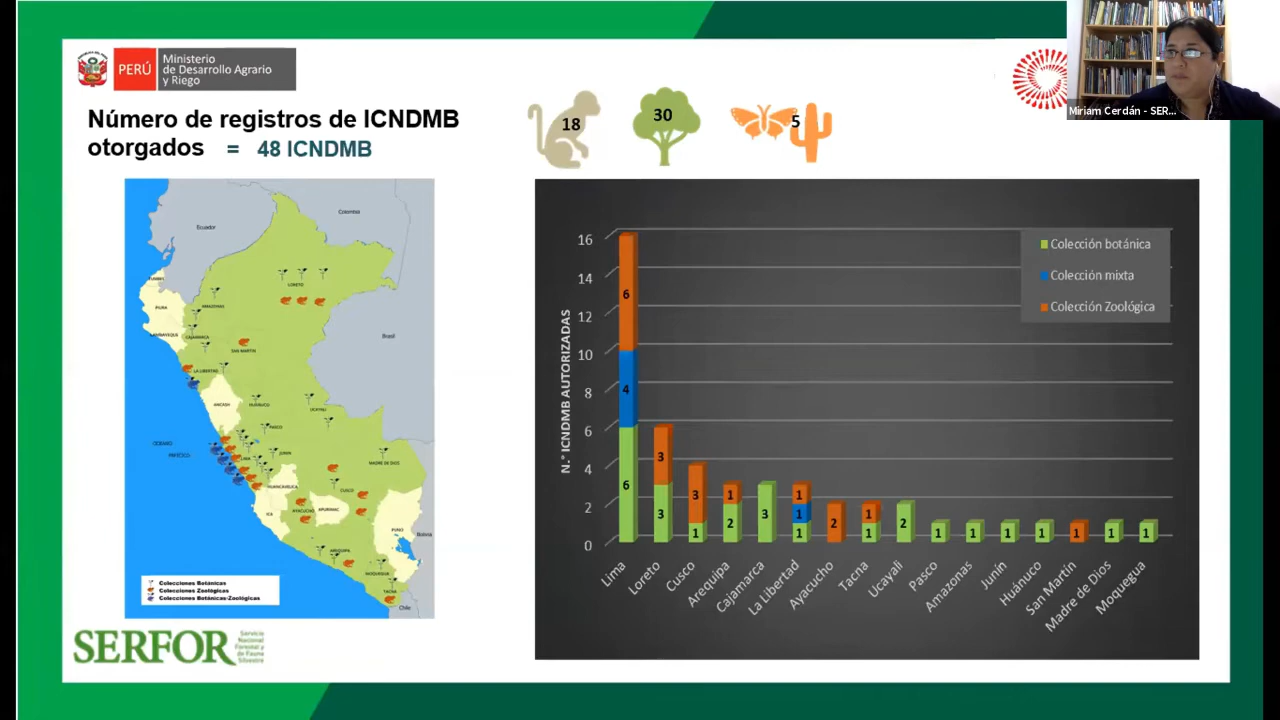 PERÚ
Ministerio
de Desarrollo Agrario
y Riego
Miriam Cerdán - SER...
Número de registros de ICNDMB
otorgados = 48 ICNDMB
18
30
5
Ecuador
Colombia
Brasil
Bolivia
Chile
OCÉANO
PACÍFICO
TUMBES
PIURA
LAMBAYEQUE
CAJAMARCA
AMAZONAS
LORETO
SAN MARTIN
LA LIBERTAD
ANCASH
HUANUCO
UCAYALI
PASCO
JUNIN
LIMA
MADRE DE DIOS
HUANCAVELICA
CUSCO
ICA
AYACUCHO
APURIMAC
PUNO
AREQUIPA
MOQUEGUA
TACNA
Colecciones Botánicas
Colecciones Zoológicas
Colecciones Botánicas-Zoológicas
SERFOR
Servicio
Nacional
Forestal y
de Fauna
Silvestre
N.° ICNDMB AUTORIZADAS
16
14
12
10
8
6
4
2
0
Colección botánica
Colección mixta
Colección Zoológica
6
4
6
3
3
3
1
1
2
3
1
1
1
2
1
1
2
1
1
1
1
1
1
1
Lima
Loreto
Cusco
Arequipa
Cajamarca
La Libertad
Ayacucho
Tacna
Ucayali
Pasco
Amazonas
Junín
Huánuco
San Martín
Madre de Dios
Moquegua